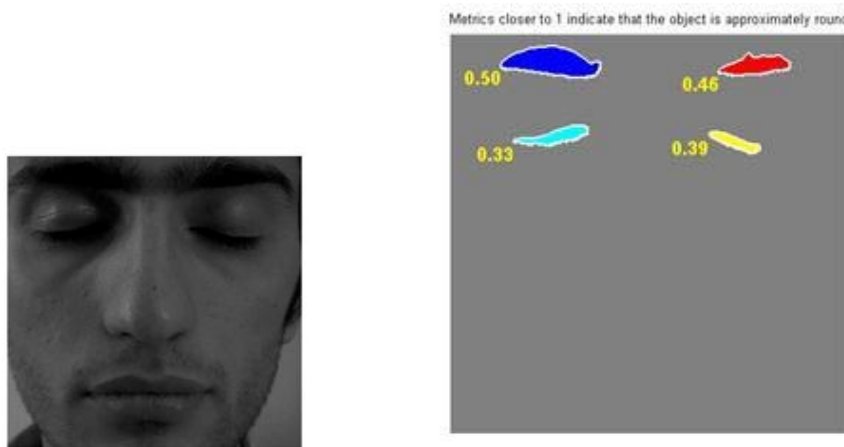 Metrics closer to 1 indicate that the object is approximately round
0.50
0.46
0.33
0.39